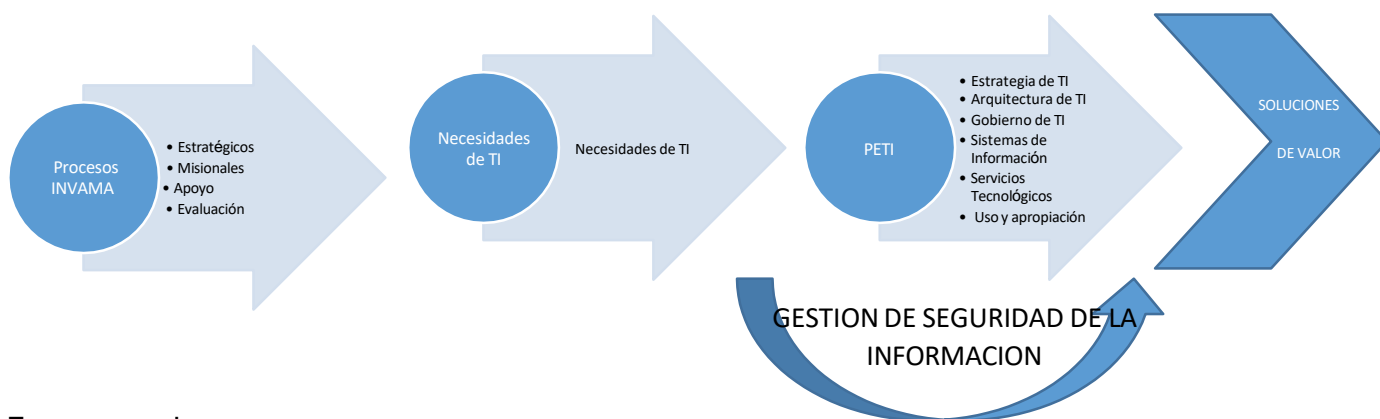 Procesos
INVAMA
• Estratégicos
• Misionales
• Apoyo
• Evaluación
Necesidades
de TI
Necesidades de TI
PETI
• Estrategia de TI
• Arquitectura de TI
• Gobierno de TI
• Sistemas de
Información
• Servicios
Tecnológicos
• Uso y apropiación
SOLUCIONES
DE VALOR
GESTION DE SEGURIDAD DE LA
INFORMACION